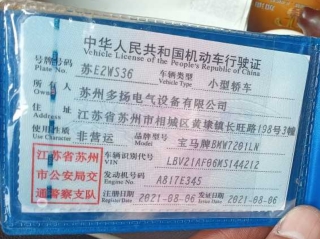 中华人民共和国机动车行驶证
Vehicle License of the People's Republic of China
号牌号码 苏E2W536 车辆类型 小型轿车
Plate No. Vehicle Type
所有人 苏州多扬电气设备有限公司
Owner
住址 江苏省苏州市相城区黄埭镇长旺路198号3幢
Address
使用性质 非营运 品牌型号 宝马牌BMW7201LN
Use Character Model
江苏省苏州市公安局交通警察支队
车辆识别代号 LBV21AF06MS144212
VIN
发动机号码 A817E345
Engine No.
注册日期 2021-08-06 发证日期 2021-08-06
Register Date Issue Date